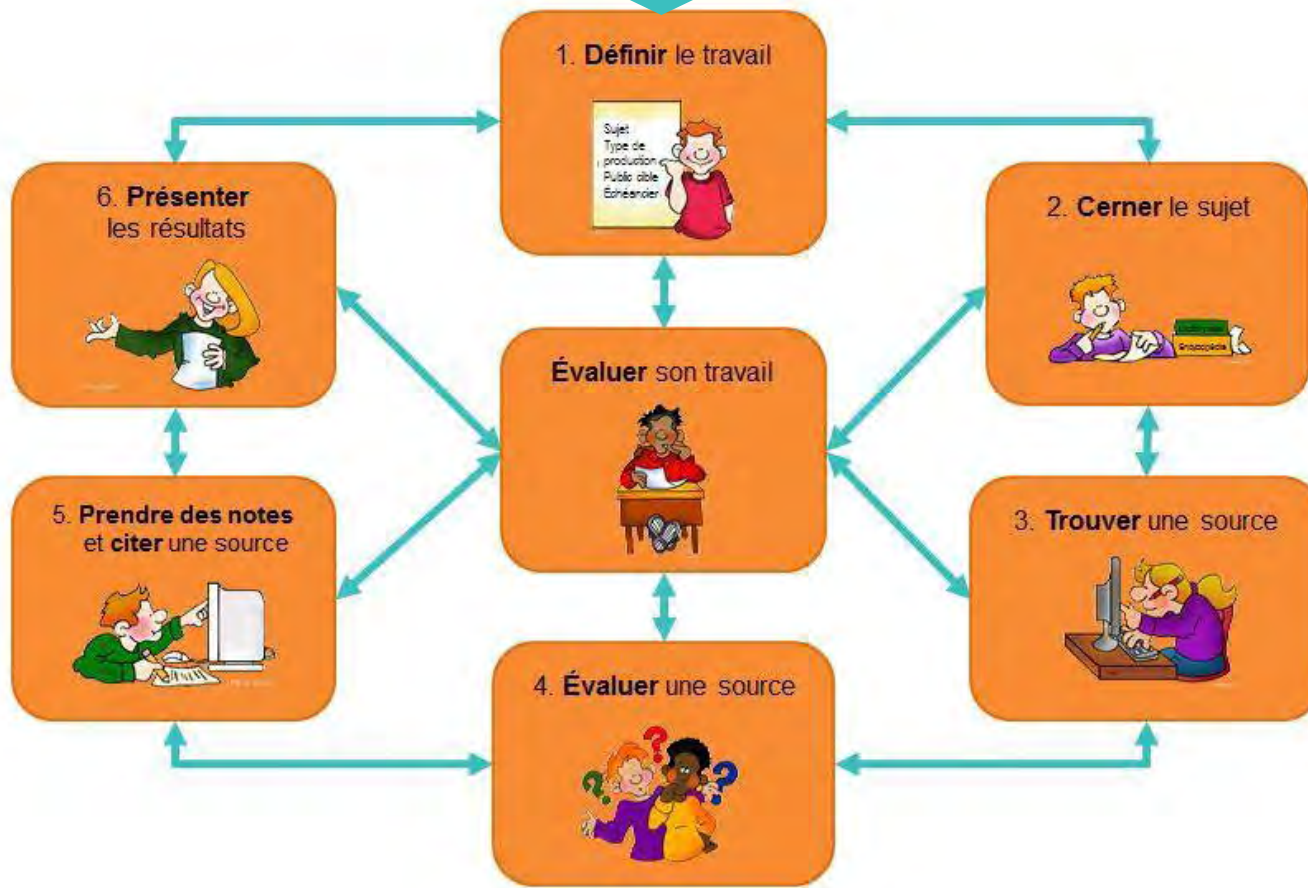 1. Définir le travail
Sujet
Type de
production
Public cible
Échéancier
2. Cerner le sujet
Encyclopédie
3. Trouver une source
4. Évaluer une source
5. Prendre des notes
et citer une source
6. Présenter
les résultats
Évaluer son travail